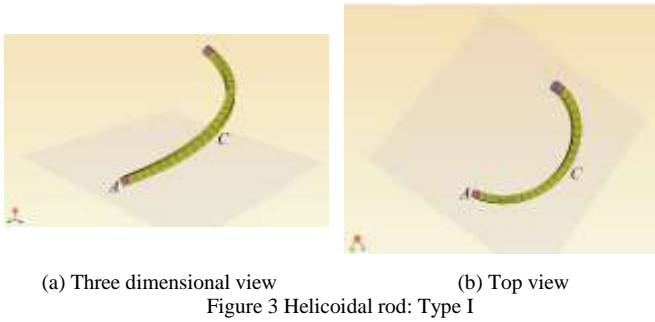 A
C
A
C
(a) Three dimensional view
(b) Top view
Figure 3 Helicoidal rod: Type I